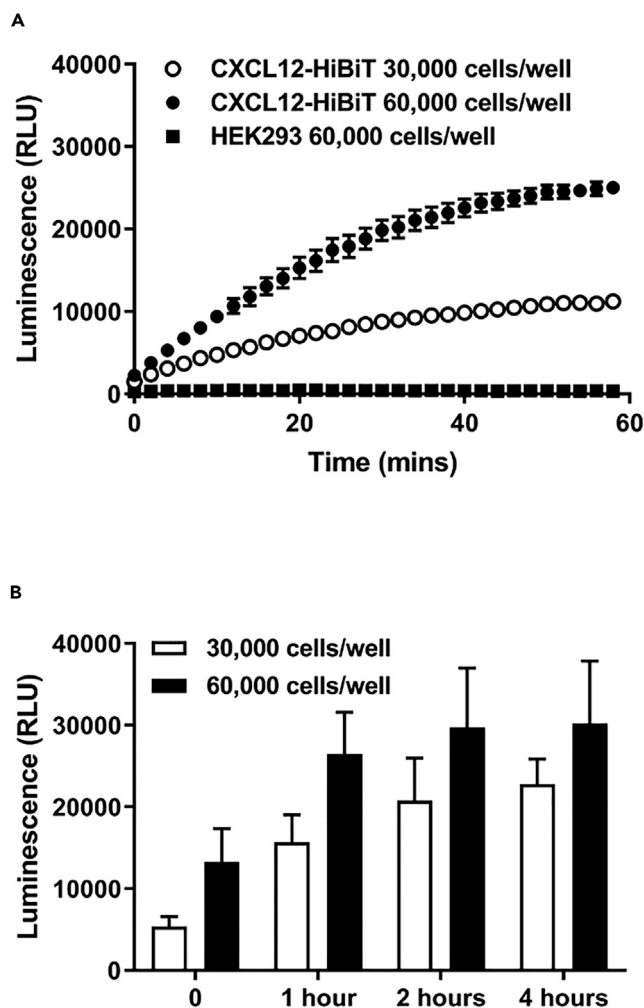 A
40000
CXCL12-HiBiT 30,000 cells/well
CXCL12-HiBiT 60,000 cells/well
30000
HEK293 60,000 cells/well
20000
10000
0
Luminescence (RLU)
0 20 40 60
Time (mins)
B
40000
30,000 cells/well
60,000 cells/well
30000
20000
10000
0
Luminescence (RLU)
0 1 hour 2 hours 4 hours